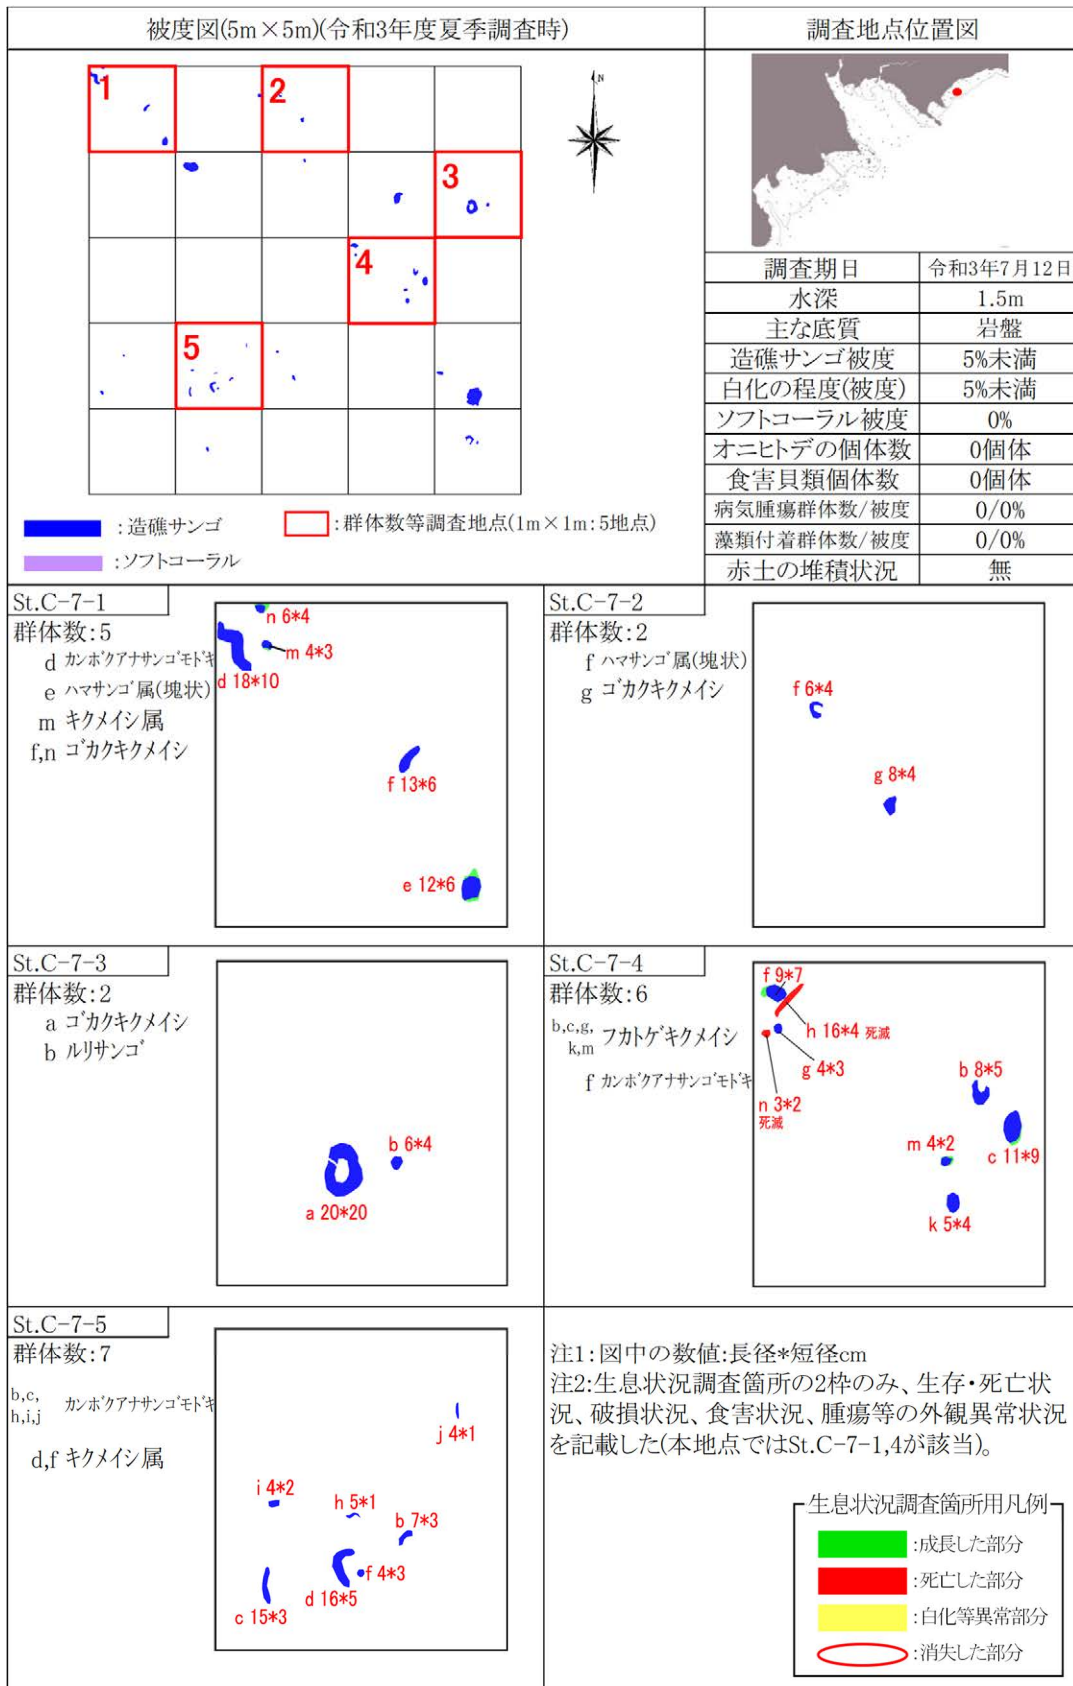 被度図(5m×5m)(令和3年度夏季調査時)
調査地点位置図
1
2
3
4
5
N
:造礁サンゴ
:群体数等調査地点(1m×1m:5地点)
:ソフトコーラル
調査期日 令和3年7月12日
水深 1.5m
主な底質 岩盤
造礁サンゴ被度 5%未満
白化の程度(被度) 5%未満
ソフトコーラル被度 0%
オニヒトデの個体数 0個体
食害貝類個体数 0個体
病気腫瘍群体数/被度 0/0%
藻類付着群体数/被度 0/0%
赤土の堆積状況 無
St.C-7-1
群体数:5
d カンボクアナサンゴモドキ
e ハマサンゴ属(塊状)
m キクメイシ属
f,n ゴカクキクメイシ
n 6*4
m 4*3
d 18*10
f 13*6
e 12*6
St.C-7-2
群体数:2
f ハマサンゴ属(塊状)
g ゴカクキクメイシ
f 6*4
g 8*4
St.C-7-3
群体数:2
a ゴカクキクメイシ
b ルリサンゴ
b 6*4
a 20*20
St.C-7-4
群体数:6
b,c,g,
k,m フカトゲキクメイシ
f カンボクアナサンゴモドキ
f 9*7
h 16*4 死滅
g 4*3
n 3*2
死滅
b 8*5
m 4*2
c 11*9
k 5*4
St.C-7-5
群体数:7
b,c,
h,i,j カンボクアナサンゴモドキ
d,f キクメイシ属
j 4*1
i 4*2
h 5*1
b 7*3
f 4*3
d 16*5
c 15*3
注1:図中の数値:長径*短径cm
注2:生息状況調査箇所の2枠のみ、生存・死亡状
況、破損状況、食害状況、腫瘍等の外観異常状況
を記載した(本地点ではSt.C-7-1,4が該当)。
生息状況調査箇所用凡例
:成長した部分
:死亡した部分
:白化等異常部分
:消失した部分